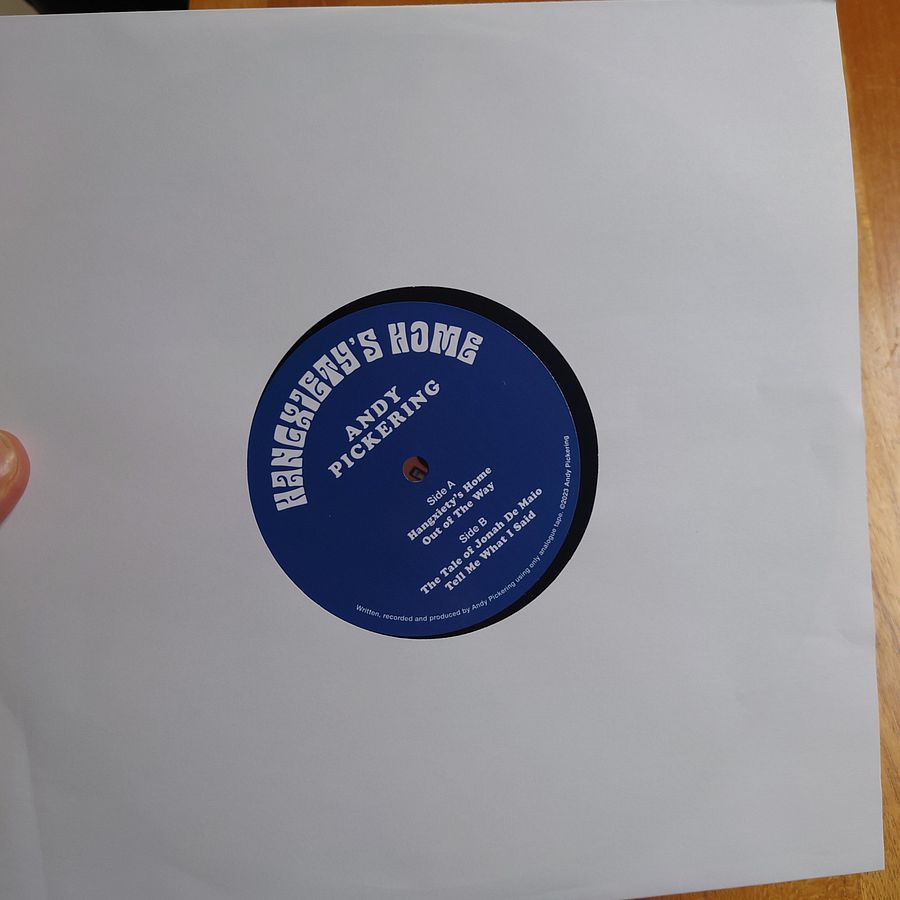 HANGXIETY'S HOME
ANDY
PICKERING
Side A
Hangxiety's Home
Out of The Way
Side B
The Tale of Jonah De Maio
Tell Me What I Said
Written, recorded and produced by Andy Pickering using only analogue tape. ©2023 Andy Pickering